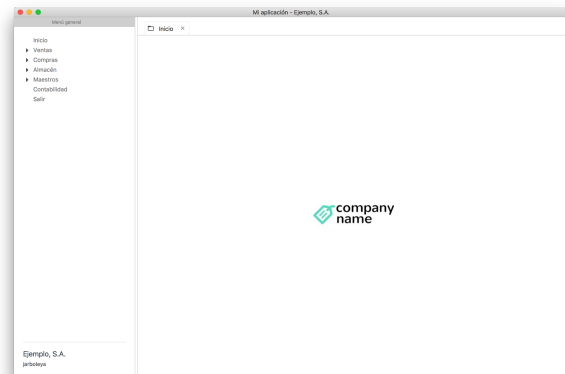 Mi aplicación - Ejemplo, S.A.
Menú general
Inicio
Inicio ×
Ventas
Compras
Almacén
Maestros
Contabilidad
Salir
company
name
Ejemplo, S.A.
jarboleya